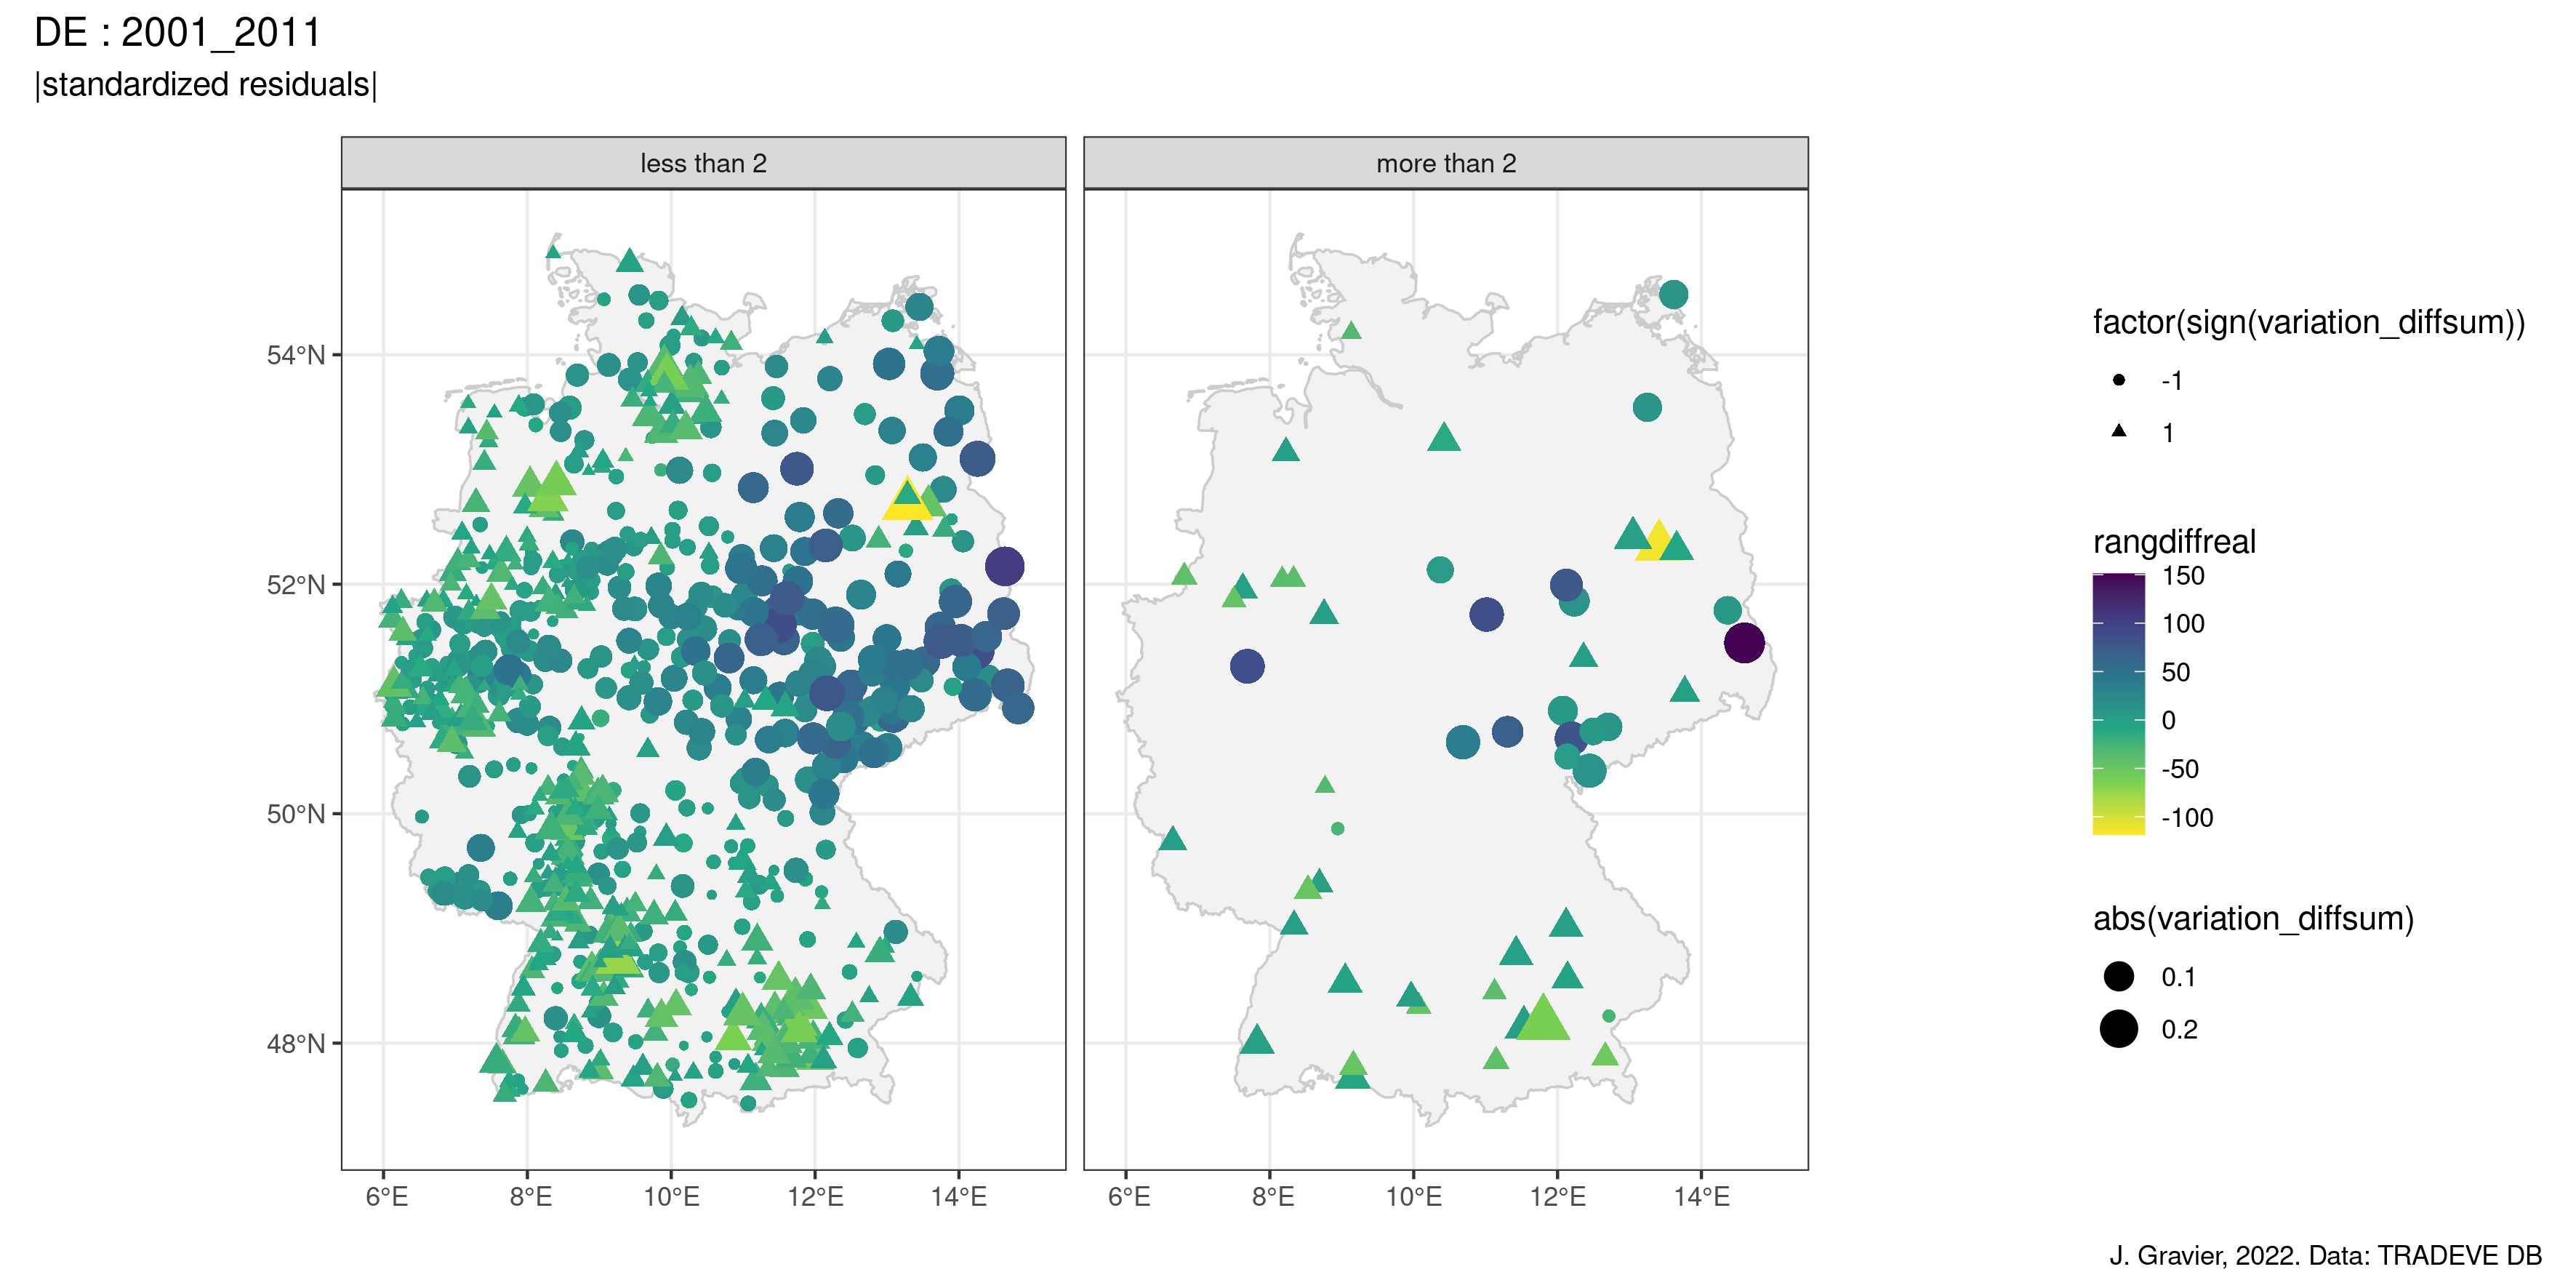 DE : 2001_2011
|standardized residuals|
less than 2
more than 2
54°N
52°N
50°N
48°N
6°E 8°E 10°E 12°E 14°E
6°E 8°E 10°E 12°E 14°E
factor(sign(variation_diffsum))
-1
1
rangdiffreal
150
100
50
0
-50
-100
abs(variation_diffsum)
0.1
0.2
J. Gravier, 2022. Data: TRADEVE DB